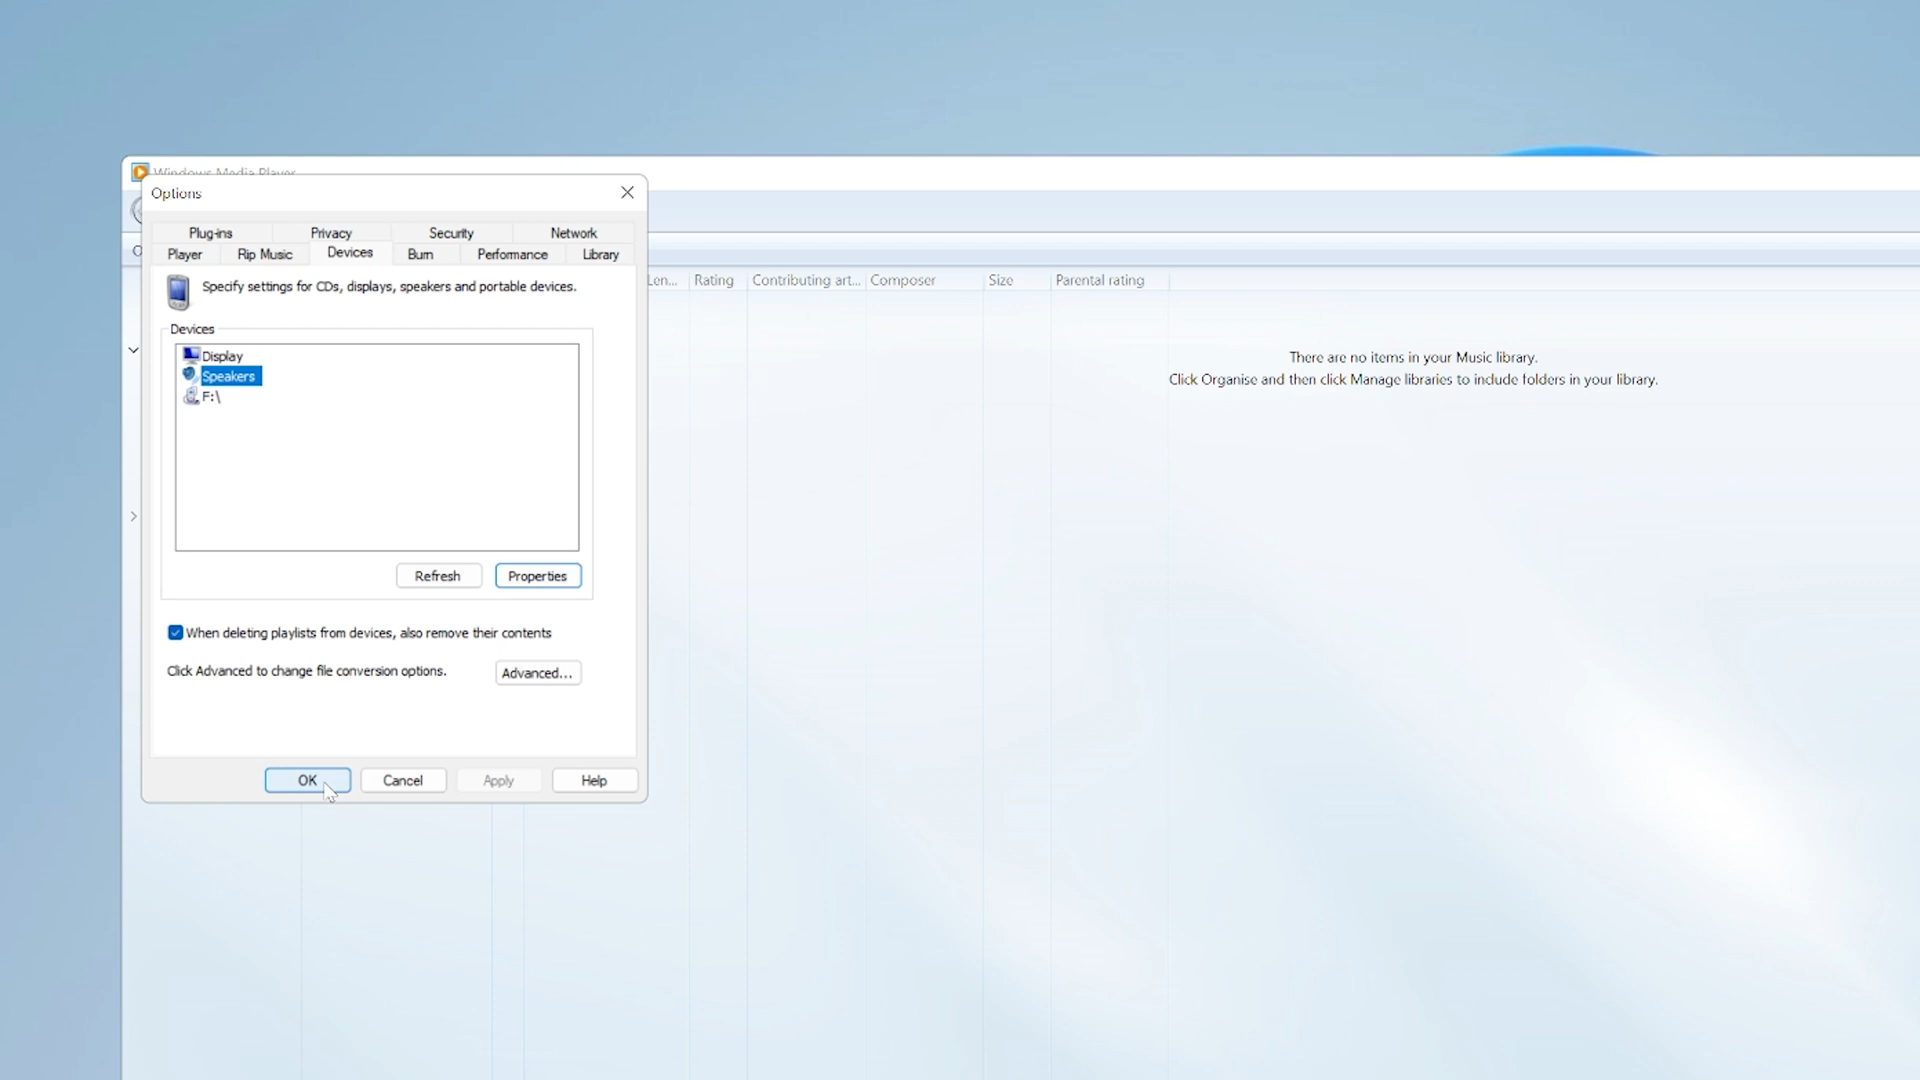 Windows Media Player
Options
Plug-ins Privacy Security Network
Player Rip Music Devices Burn Performance Library
Specify settings for CDs, displays, speakers and portable devices.
Devices
Display
Speakers
F:\
Refresh Properties
When deleting playlists from devices, also remove their contents
Click Advanced to change file conversion options. Advanced...
OK Cancel Apply Help
Len... Rating Contributing art... Composer Size Parental rating
There are no items in your Music library.
Click Organise and then click Manage libraries to include folders in your library.